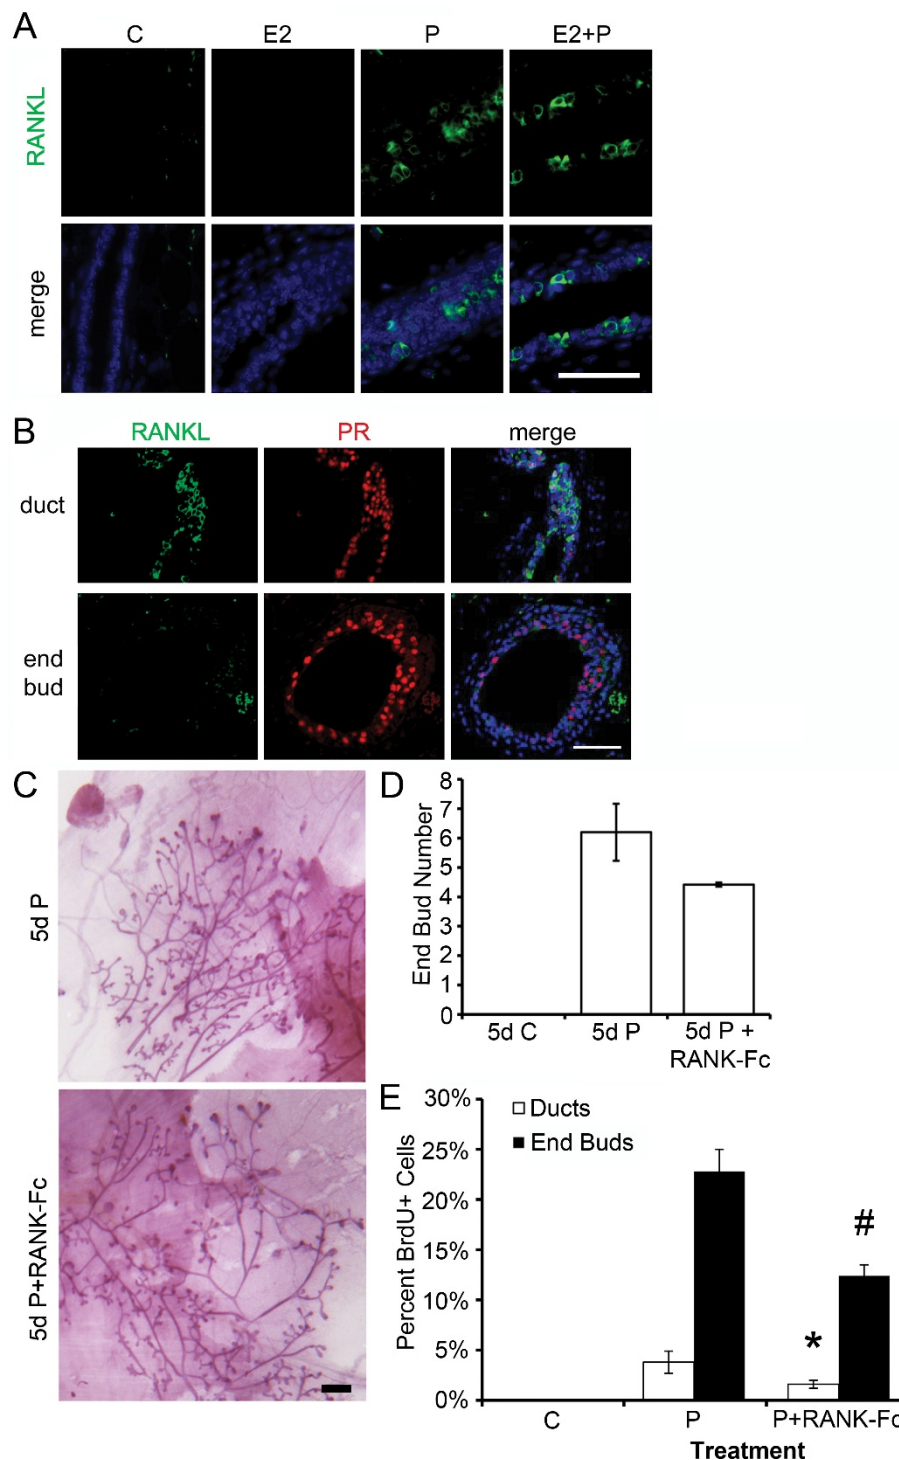 A
C E2 P E2+P
RANKL
merge
B
RANKL PR merge
duct
end
bud
C
5d P
5d P+RANK-Fc
D
End Bud Number
8
7
6
5
4
3
2
1
0
5d C 5d P 5d P +
RANK-Fc
E
Percent BrdU+ Cells
30%
25%
20%
15%
10%
5%
0%
Ducts
End Buds
*
#
C P P+RANK-Fc
Treatment